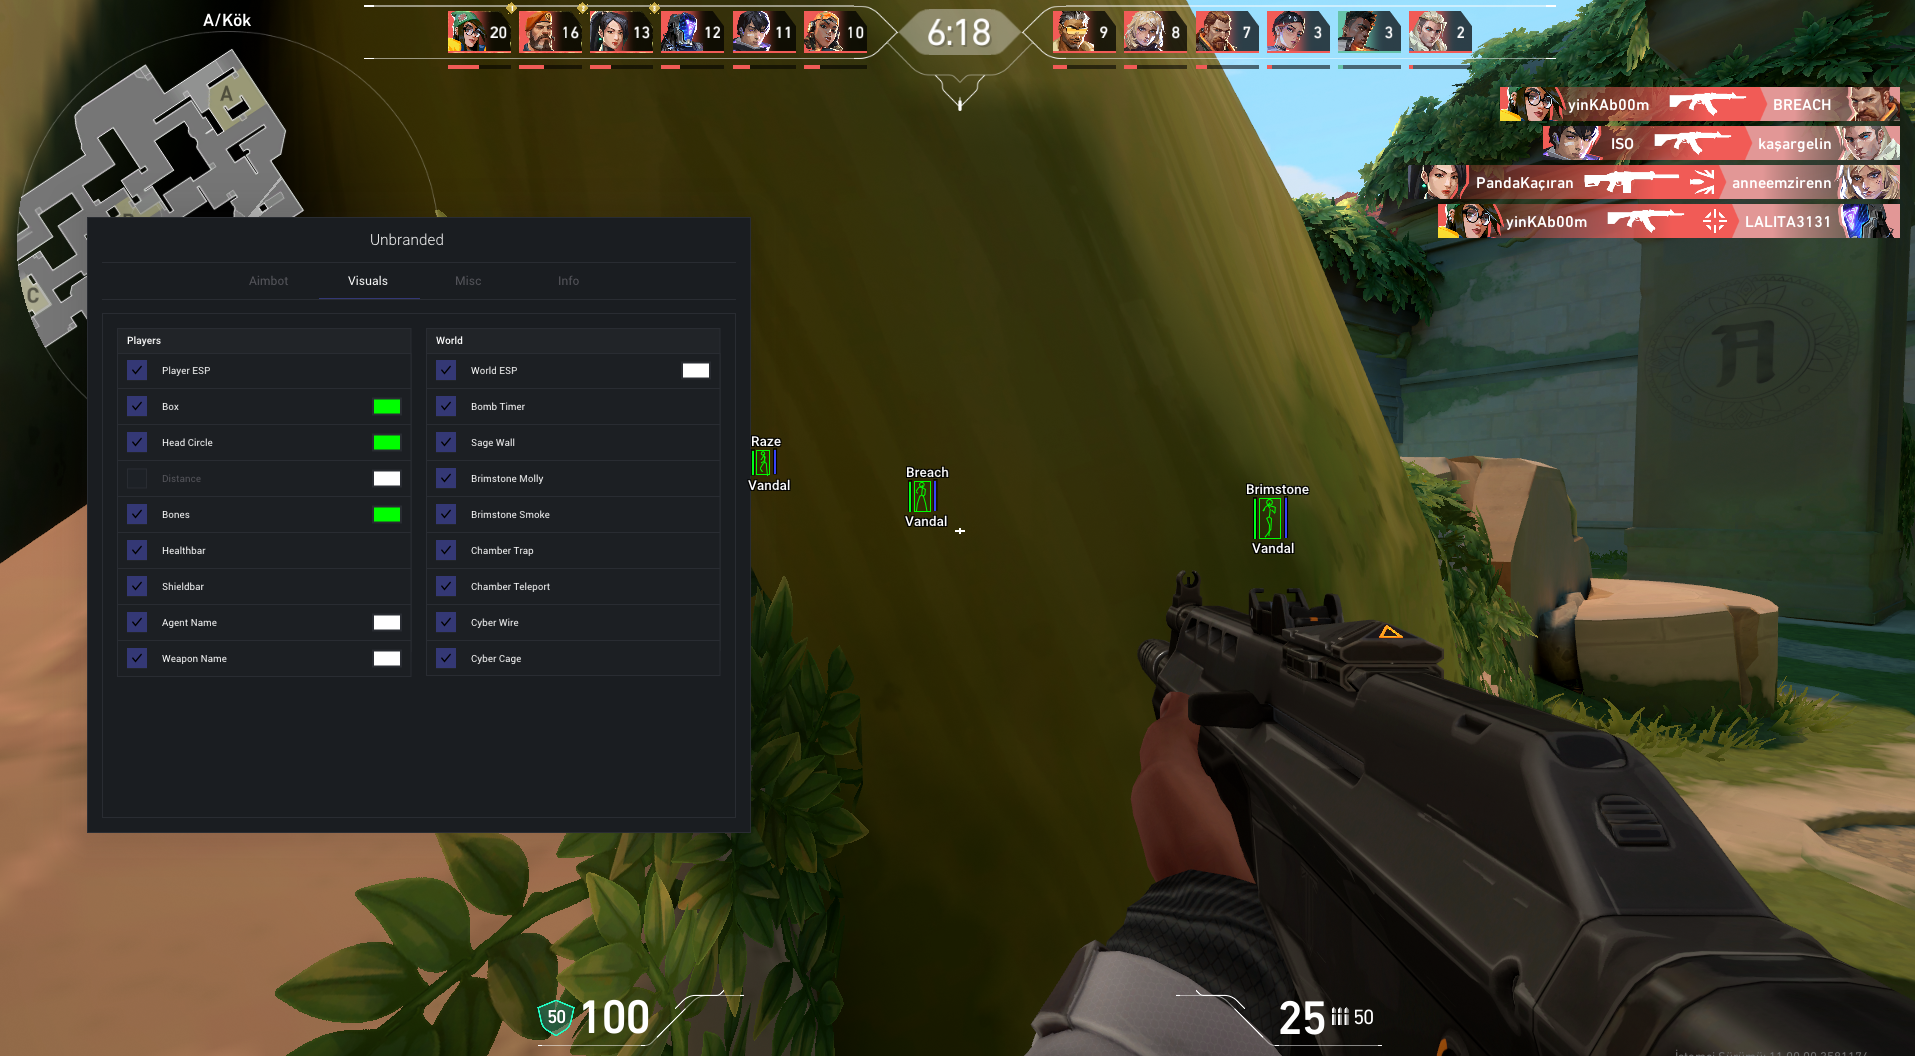 A/Kök
20 16 13 12 11 10
6:18
9 8 7 3 3 2
yinKAb00m BREACH
ISO kaşargelin
PandaKaçıran anneemzirenn
yinKAb00m LALITA3131
A
C
Unbranded
Aimbot Visuals Misc Info
Players
Player ESP
Box
Head Circle
Distance
Bones
Healthbar
Shieldbar
Agent Name
Weapon Name
World
World ESP
Bomb Timer
Sage Wall
Brimstone Molly
Brimstone Smoke
Chamber Trap
Chamber Teleport
Cyber Wire
Cyber Cage
Raze
Vandal
Breach
Vandal
Brimstone
Vandal
50 100
25 50